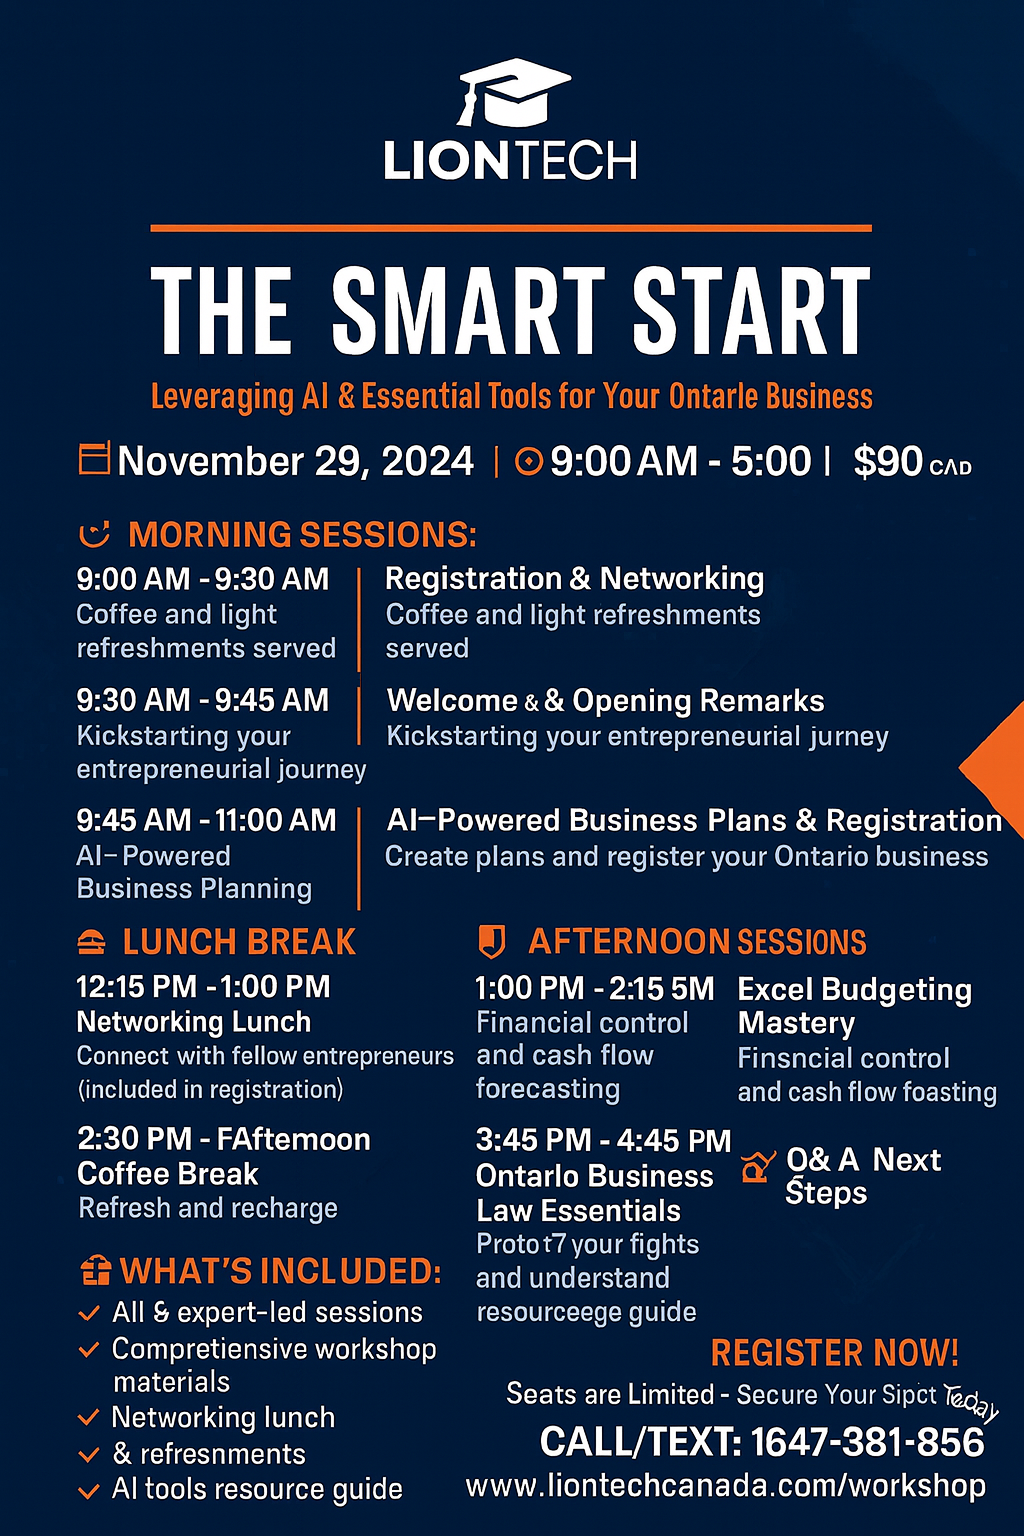 LIONTECH
THE SMART START
Leveraging AI & Essential Tools for Your Ontarle Business
November 29, 2024 | 9:00 AM - 5:00 | $90 CAD
MORNING SESSIONS:
9:00 AM - 9:30 AM
Coffee and light
refreshments served
Registration & Networking
Coffee and light refreshments
served
9:30 AM - 9:45 AM
Kickstarting your
entrepreneurial journey
Welcome & & Opening Remarks
Kickstarting your entrepreneurial jurney
9:45 AM - 11:00 AM
AI-Powered
Business Planning
AI-Powered Business Plans & Registration
Create plans and register your Ontario business
LUNCH BREAK
12:15 PM - 1:00 PM
Networking Lunch
Connect with fellow entrepreneurs
(included in registration)
2:30 PM - FAftemoon
Coffee Break
Refresh and recharge
AFTERNOON SESSIONS
1:00 PM - 2:15 5M
Financial control
and cash flow
forecasting
Excel Budgeting
Mastery
Finsncial control
and cash flow foasting
3:45 PM - 4:45 PM
Ontarlo Business
Law Essentials
Protot7 your fights
and understand
resourceege guide
O& A Next
Steps
WHAT'S INCLUDED:
All & expert-led sessions
Compretiensive workshop
materials
Networking lunch
& refresnments
AI tools resource guide
REGISTER NOW!
Seats are Limited - Secure Your Sipct Today
CALL/TEXT: 1647-381-856
www.liontechcanada.com/workshop